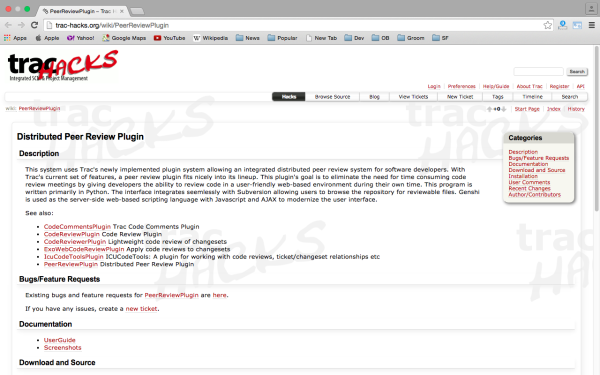 PeerReviewPlugin – Trac H
trac-hacks.org/wiki/PeerReviewPlugin
Apps Apple Yahoo! Google Maps YouTube Wikipedia News Popular New Tab Dev OB Groom SF
trac HACKS
Integrated SCM & Project Management
Search
Login Preferences Help/Guide About Trac Register API
Hacks Browse Source Blog View Tickets New Ticket Tags Timeline Search
wiki: PeerReviewPlugin
+0 Start Page Index History
Distributed Peer Review Plugin
Categories
Description
Bugs/Feature Requests
Documentation
Download and Source
Installation
User Comments
Recent Changes
Author/Contributors
Description
This system uses Trac's newly implemented plugin system allowing an integrated distributed peer review system for software developers. With
Trac's current set of features, a peer review plugin fits nicely into its lineup. This plugin's goal is to eliminate the need for time consuming code
review meetings by giving developers the ability to review code in a user-friendly web-based environment during their own time. This program is
written primarily in Python. The interface integrates seemlessly with Subversion allowing users to browse the repository for reviewable files. Genshi
is used as the server-side web-based scripting language with Javascript and AJAX to modernize the user interface.
See also:
CodeCommentsPlugin Trac Code Comments Plugin
CodeReviewPlugin Code Review Plugin
CodeReviewerPlugin Lightweight code review of changesets
ExoWebCodeReviewPlugin Apply code reviews to changesets
IcuCodeToolsPlugin ICUCodeTools: A plugin for working with code reviews, ticket/changeset relationships etc
PeerReviewPlugin Distributed Peer Review Plugin
Bugs/Feature Requests
Existing bugs and feature requests for PeerReviewPlugin are here.
If you have any issues, create a new ticket.
Documentation
UserGuide
Screenshots
Download and Source